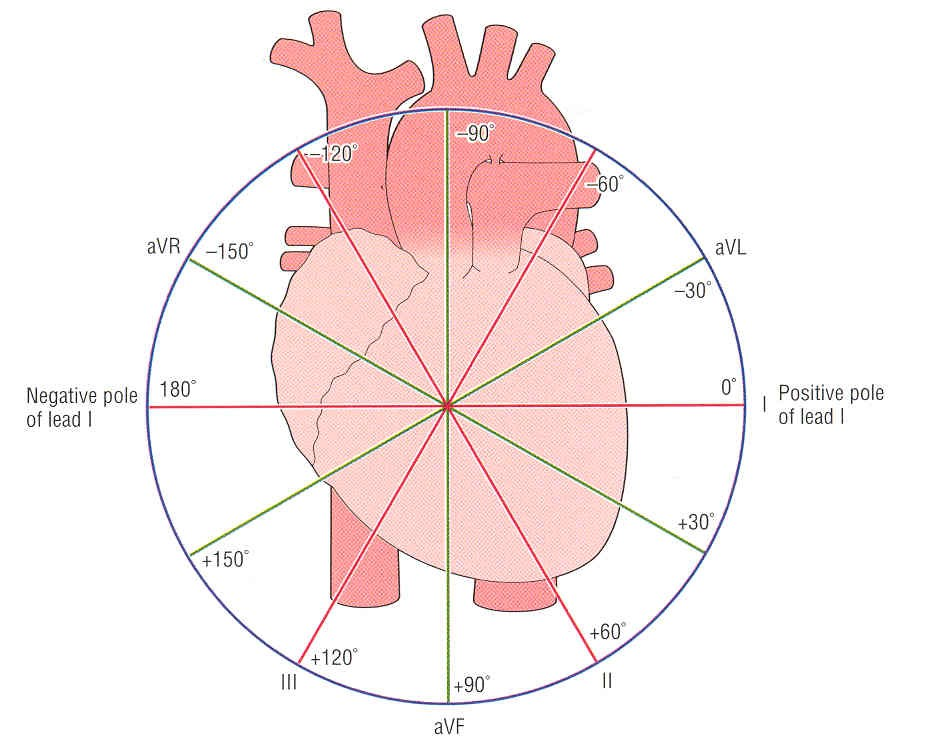 –90°
–120°
–60°
aVR
–150°
aVL
–30°
Negative pole
of lead I
180°
0°
I
Positive pole
of lead I
+150°
+30°
+120°
III
+60°
II
+90°
aVF